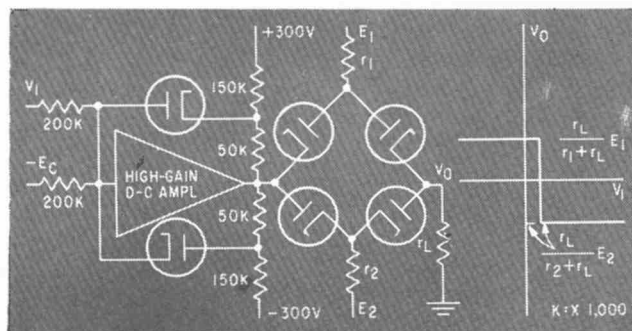 +300V
E1
r1
V0
150K
V1
200K
rL
r1+rL
E1
50K
-EC
200K
HIGH-GAIN
D-C AMPL
V0
V1
50K
rL
rL
r2+rL
E2
150K
r2
-300V
E2
K=X 1,000